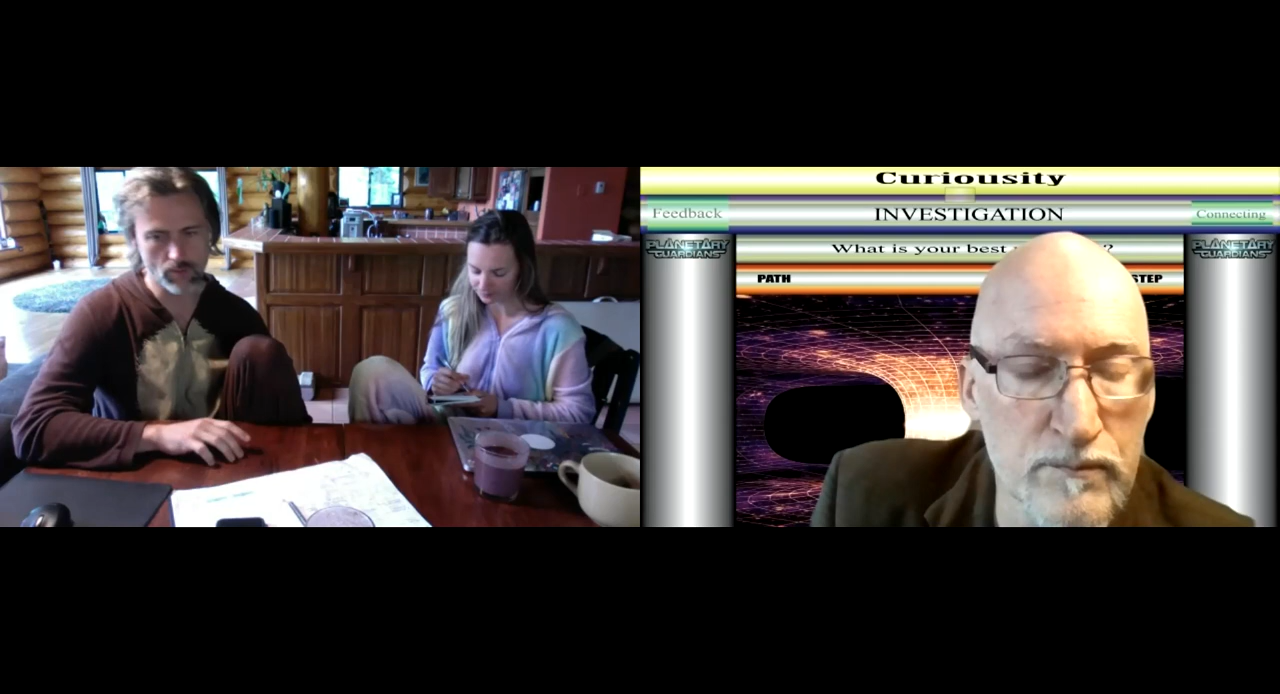 Curiousity
Feedback
INVESTIGATION
Connecting
PLANETARY
GUARDIANS
What is your best
?
PLANETARY
GUARDIANS
PATH
STEP